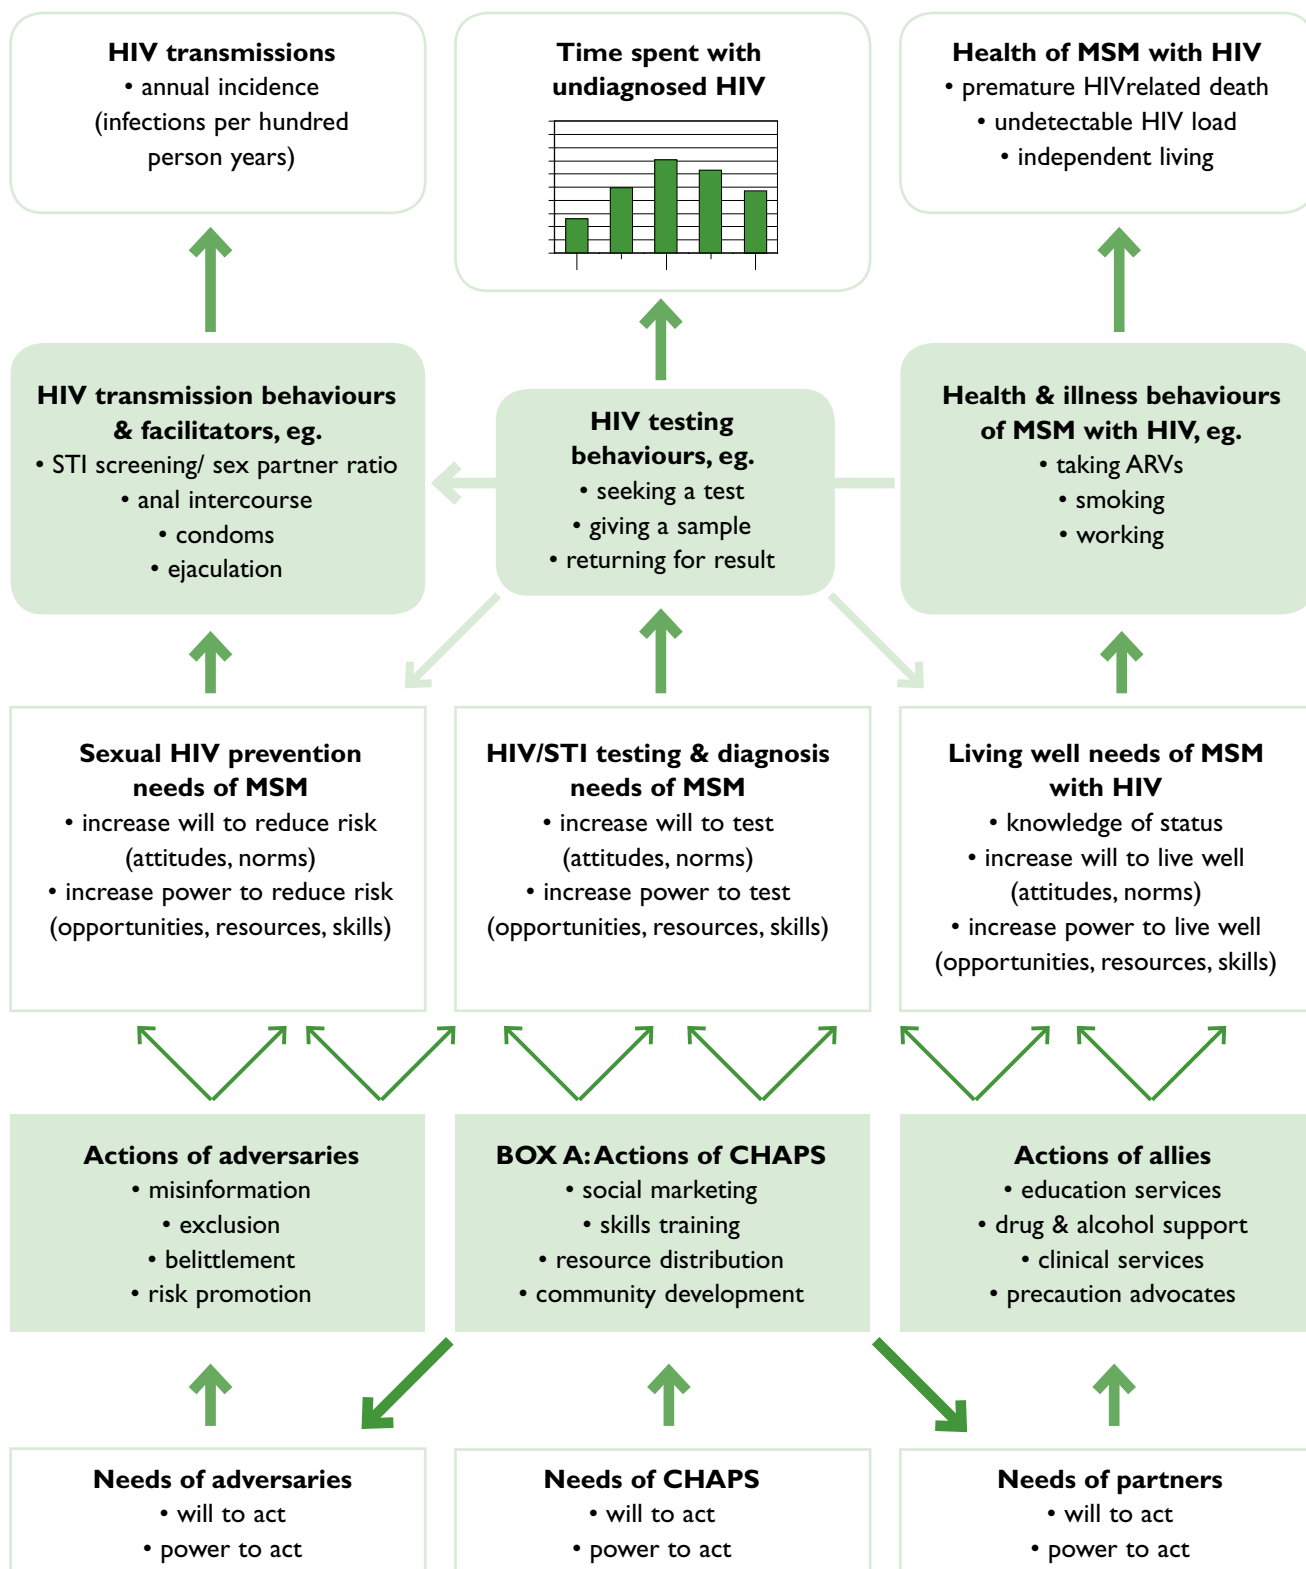 HIV transmissions
• annual incidence
(infections per hundred
person years)
Time spent with
undiagnosed HIV
Health of MSM with HIV
• premature HIVrelated death
• undetectable HIV load
• independent living
HIV transmission behaviours
& facilitators, eg.
• STI screening/ sex partner ratio
• anal intercourse
• condoms
• ejaculation
HIV testing
behaviours, eg.
• seeking a test
• giving a sample
• returning for result
Health & illness behaviours
of MSM with HIV, eg.
• taking ARVs
• smoking
• working
Sexual HIV prevention
needs of MSM
• increase will to reduce risk
(attitudes, norms)
• increase power to reduce risk
(opportunities, resources, skills)
HIV/STI testing & diagnosis
needs of MSM
• increase will to test
(attitudes, norms)
• increase power to test
(opportunities, resources, skills)
Living well needs of MSM
with HIV
• knowledge of status
• increase will to live well
(attitudes, norms)
• increase power to live well
(opportunities, resources, skills)
Actions of adversaries
• misinformation
• exclusion
• belittlement
• risk promotion
BOX A: Actions of CHAPS
• social marketing
• skills training
• resource distribution
• community development
Actions of allies
• education services
• drug & alcohol support
• clinical services
• precaution advocates
Needs of adversaries
• will to act
• power to act
Needs of CHAPS
• will to act
• power to act
Needs of partners
• will to act
• power to act